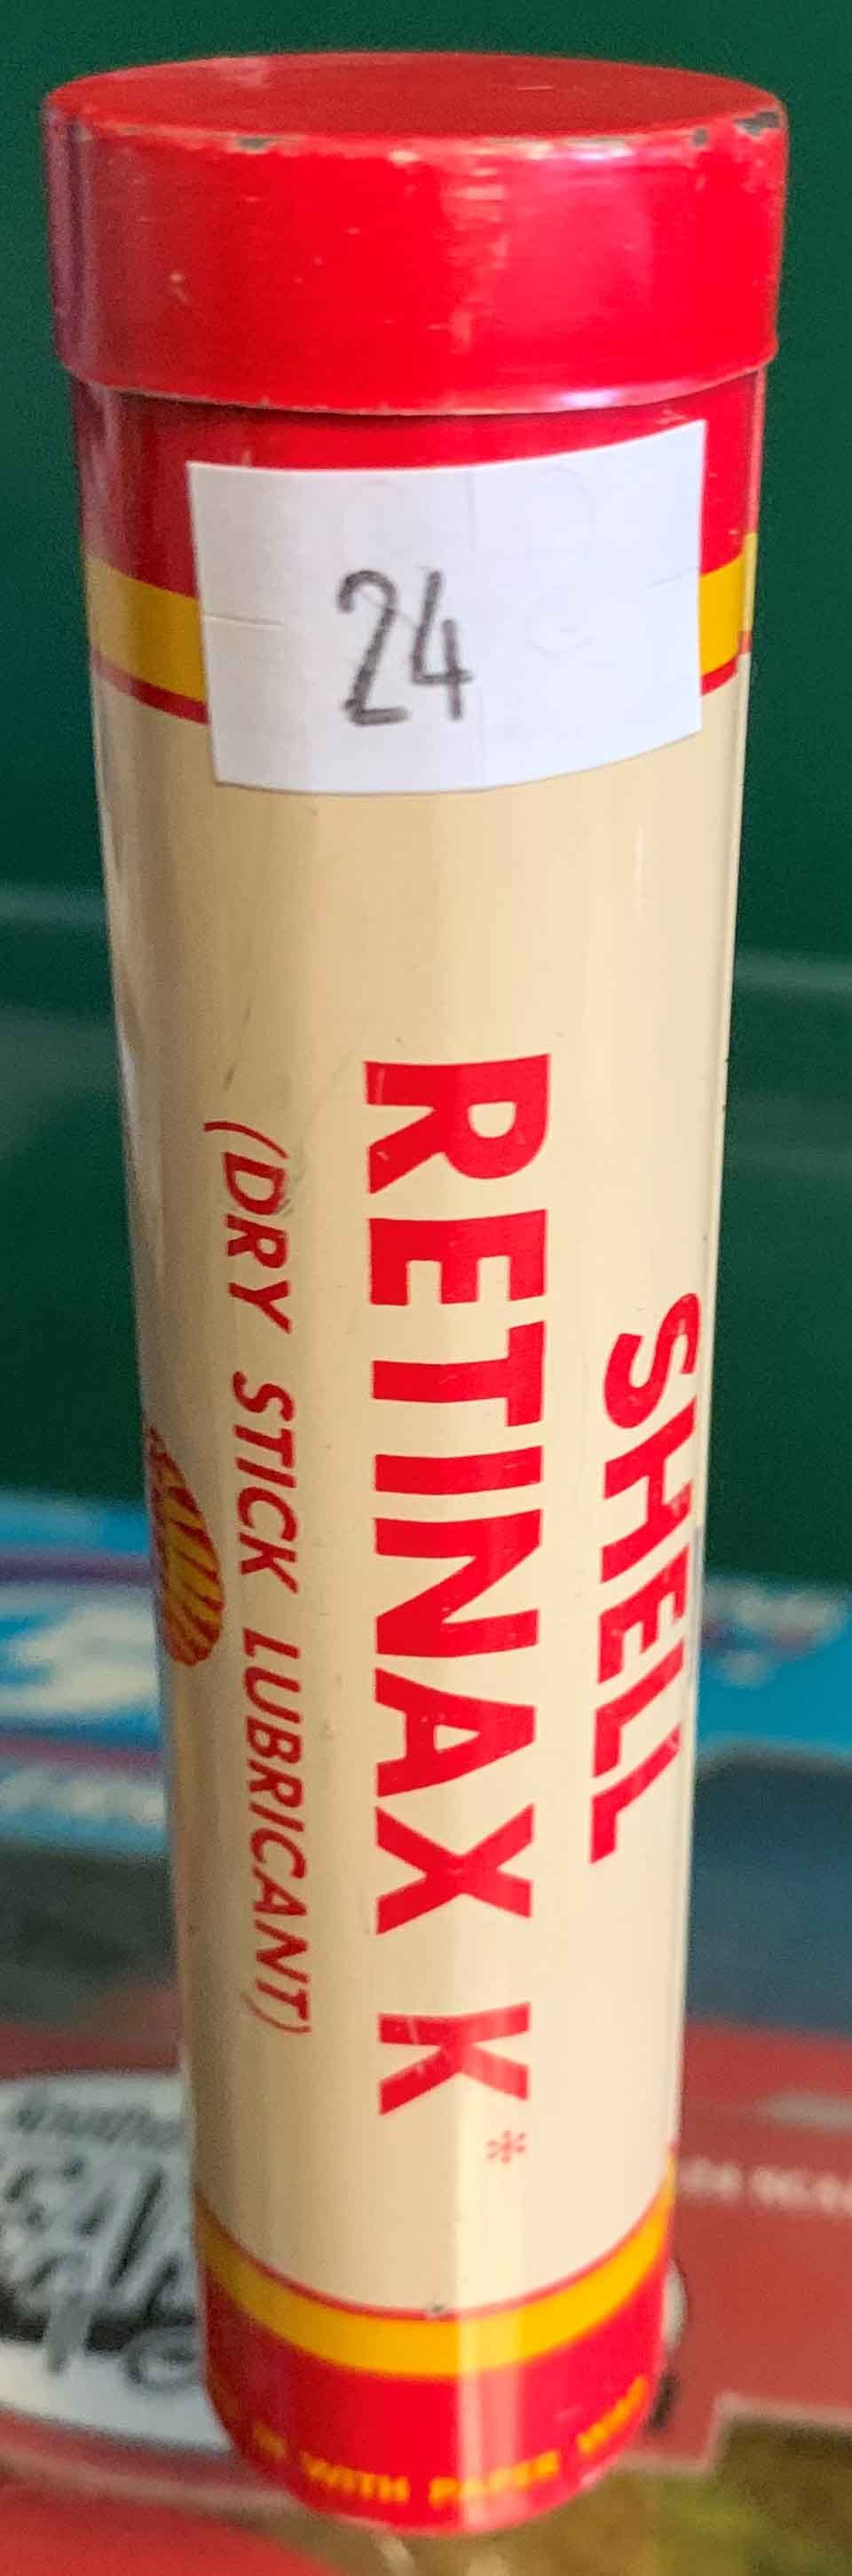 24
SHELL
RETINAX K*
(DRY STICK LUBRICANT)
WITH PAPER